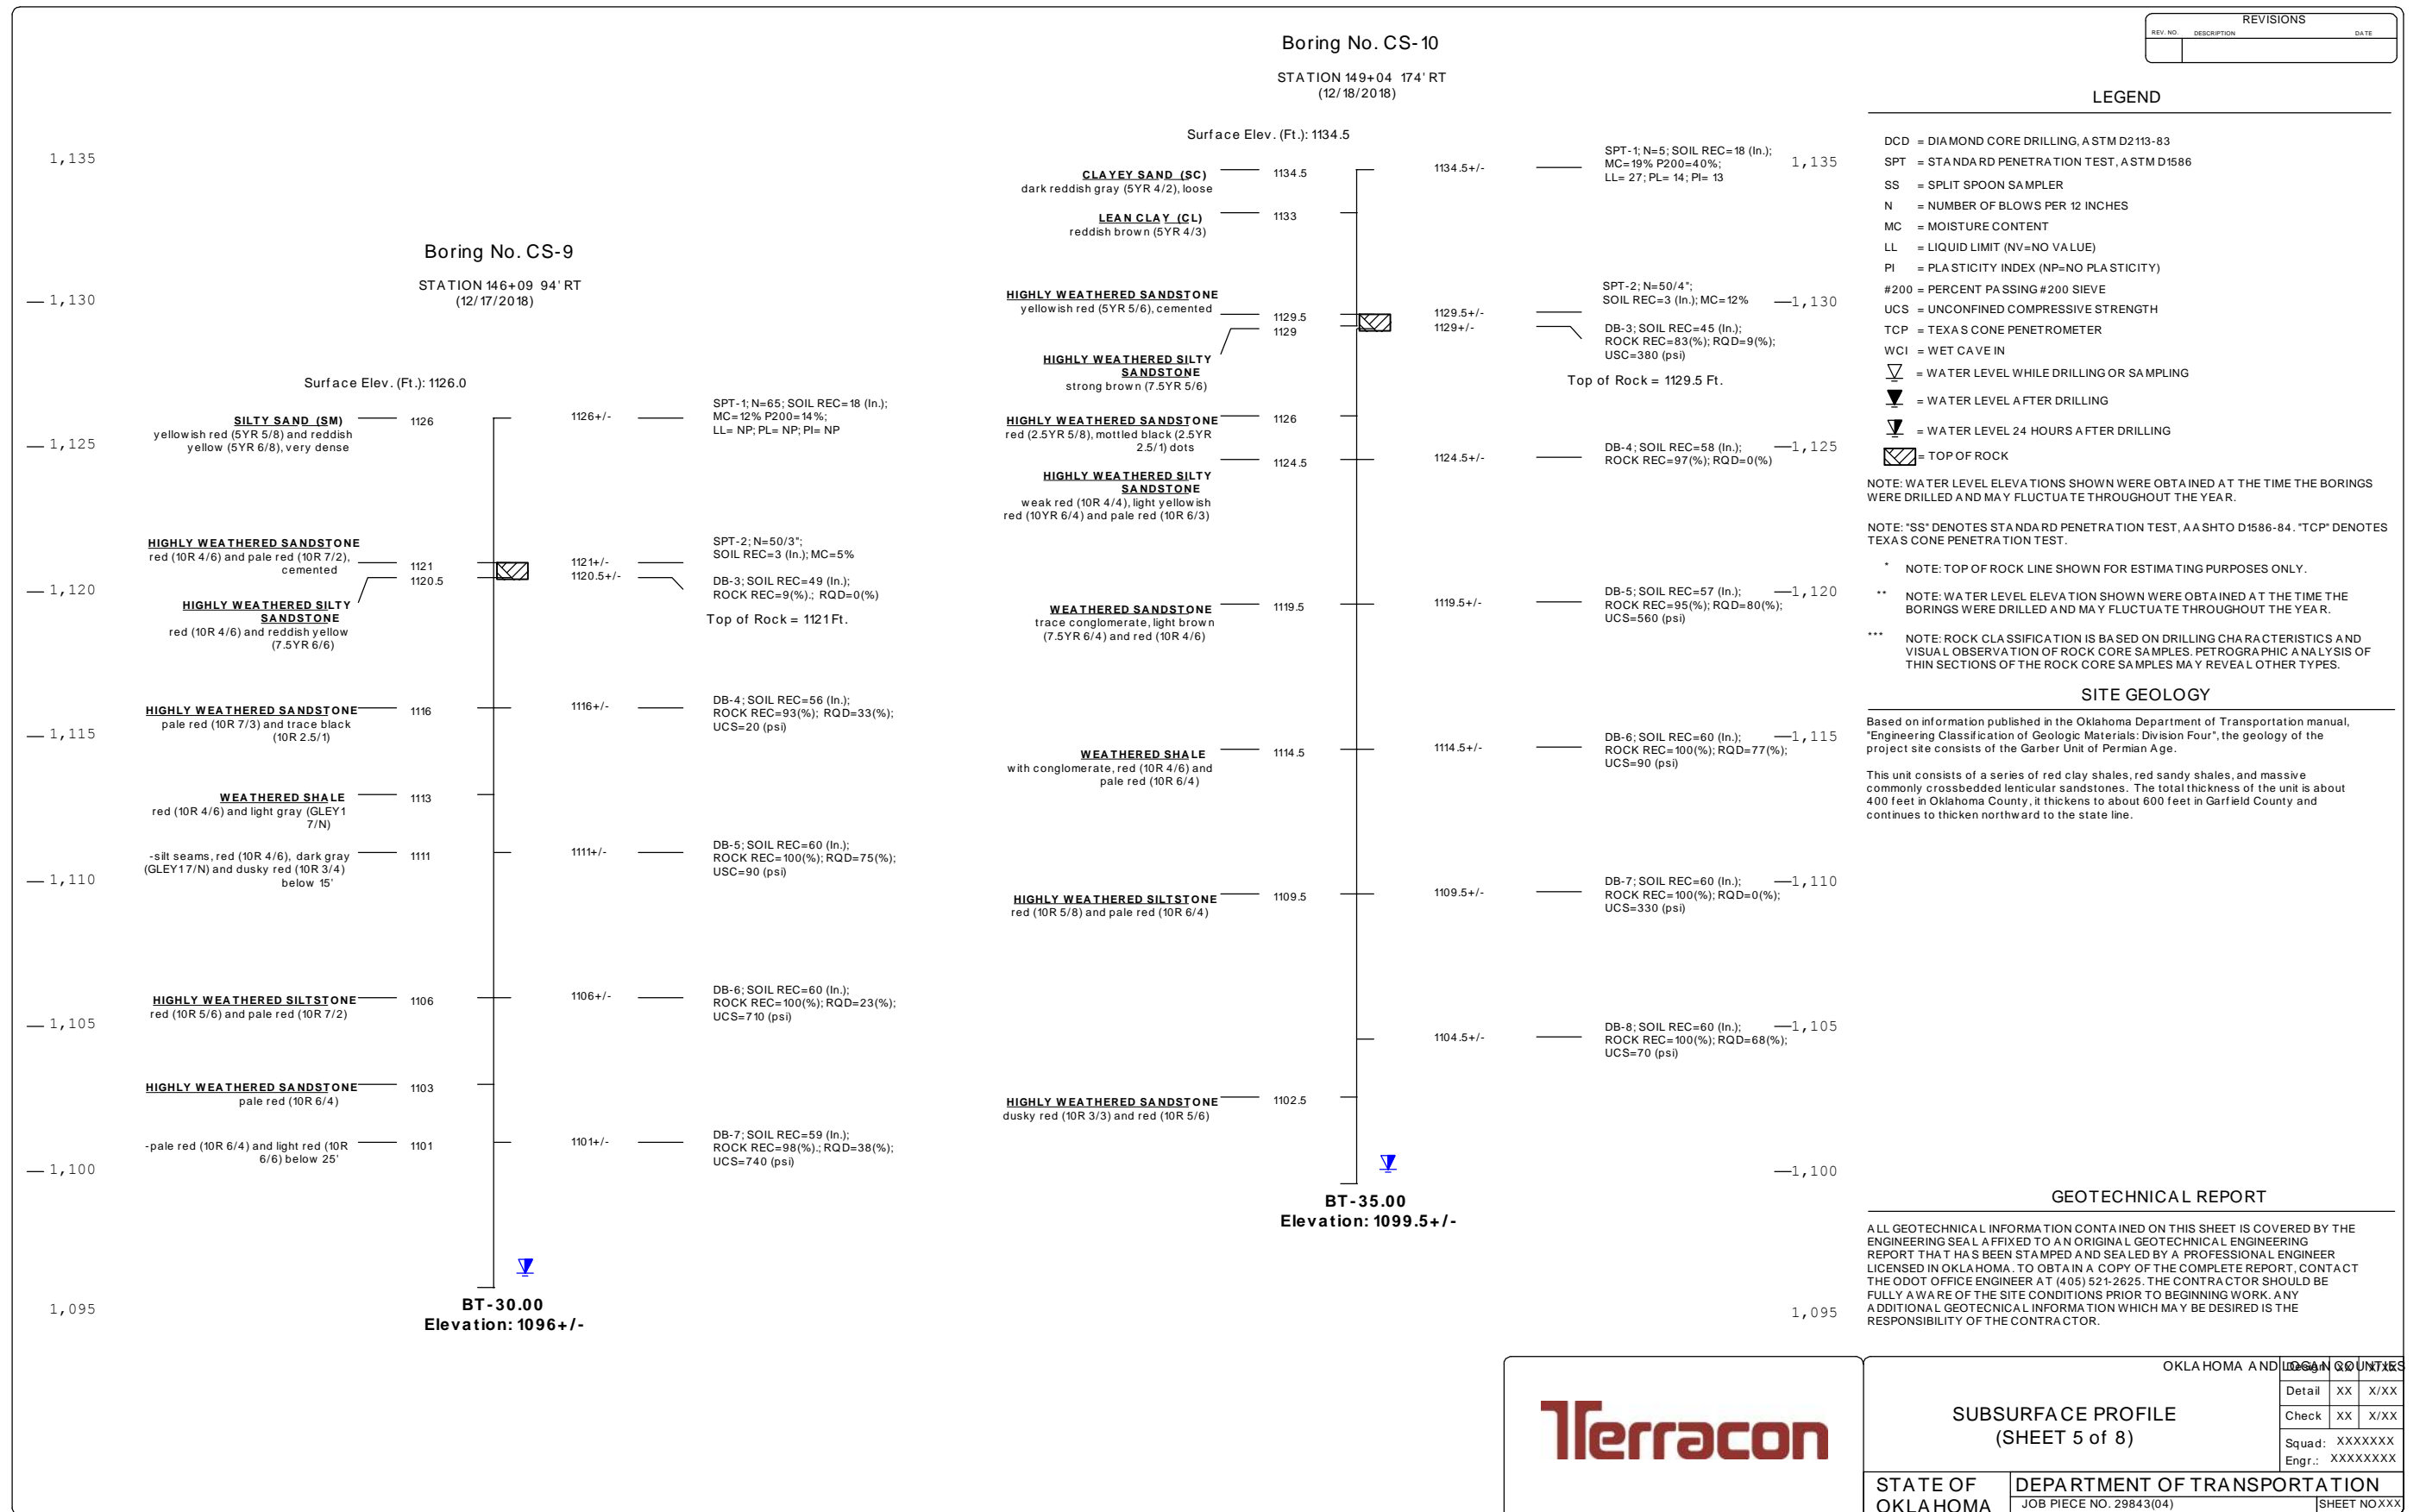 REVISIONS
REV. NO. DESCRIPTION DATE
Boring No. CS-9
STATION 146+09 94' RT
(12/17/2018)
Surface Elev. (Ft.): 1126.0
1,135
1,130
1,125
1,120
1,115
1,110
1,105
1,100
1,095
SILTY SAND (SM)
yellowish red (5YR 5/8) and reddish
yellow (5YR 6/8), very dense
1126
HIGHLY WEATHERED SANDSTONE
red (10R 4/6) and pale red (10R 7/2),
cemented
1121
1120.5
HIGHLY WEATHERED SILTY
SANDSTONE
red (10R 4/6) and reddish yellow
(7.5YR 6/6)
HIGHLY WEATHERED SANDSTONE
pale red (10R 7/3) and trace black
(10R 2.5/1)
1116
WEATHERED SHALE
red (10R 4/6) and light gray (GLEY1
7/N)
1113
-silt seams, red (10R 4/6), dark gray
(GLEY1 7/N) and dusky red (10R 3/4)
below 15'
1111
HIGHLY WEATHERED SILTSTONE
red (10R 5/6) and pale red (10R 7/2)
1106
HIGHLY WEATHERED SANDSTONE
pale red (10R 6/4)
1103
-pale red (10R 6/4) and light red (10R
6/6) below 25'
1101
1126+/-
SPT-1; N=65; SOIL REC=18 (In.);
MC=12% P200=14%;
LL= NP; PL= NP; PI= NP
1121+/-
1120.5+/-
SPT-2; N=50/3";
SOIL REC=3 (In.); MC=5%
DB-3; SOIL REC=49 (In.);
ROCK REC=9(%).; RQD=0(%)
Top of Rock = 1121 Ft.
1116+/-
DB-4; SOIL REC=56 (In.);
ROCK REC=93(%); RQD=33(%);
UCS=20 (psi)
1111+/-
DB-5; SOIL REC=60 (In.);
ROCK REC=100(%); RQD=75(%);
USC=90 (psi)
1106+/-
DB-6; SOIL REC=60 (In.);
ROCK REC=100(%); RQD=23(%);
UCS=710 (psi)
1101+/-
DB-7; SOIL REC=59 (In.);
ROCK REC=98(%).; RQD=38(%);
UCS=740 (psi)
BT-30.00
Elevation: 1096+/-
Boring No. CS-10
STATION 149+04 174' RT
(12/18/2018)
Surface Elev. (Ft.): 1134.5
CLAYEY SAND (SC)
dark reddish gray (5YR 4/2), loose
1134.5
LEAN CLAY (CL)
reddish brown (5YR 4/3)
1133
HIGHLY WEATHERED SANDSTONE
yellowish red (5YR 5/6), cemented
1129.5
1129
HIGHLY WEATHERED SILTY
SANDSTONE
strong brown (7.5YR 5/6)
HIGHLY WEATHERED SANDSTONE
red (2.5YR 5/8), mottled black (2.5YR
2.5/1) dots
1126
1124.5
HIGHLY WEATHERED SILTY
SANDSTONE
weak red (10R 4/4), light yellowish
red (10YR 6/4) and pale red (10R 6/3)
WEATHERED SANDSTONE
trace conglomerate, light brown
(7.5YR 6/4) and red (10R 4/6)
1119.5
WEATHERED SHALE
with conglomerate, red (10R 4/6) and
pale red (10R 6/4)
1114.5
HIGHLY WEATHERED SILTSTONE
red (10R 5/8) and pale red (10R 6/4)
1109.5
HIGHLY WEATHERED SANDSTONE
dusky red (10R 3/3) and red (10R 5/6)
1102.5
1134.5+/-
SPT-1; N=5; SOIL REC=18 (In.);
MC=19% P200=40%;
LL= 27; PL= 14; PI= 13
1129.5+/-
1129+/-
SPT-2; N=50/4";
SOIL REC=3 (In.); MC=12%
DB-3; SOIL REC=45 (In.);
ROCK REC=83(%); RQD=9(%);
USC=380 (psi)
Top of Rock = 1129.5 Ft.
1124.5+/-
DB-4; SOIL REC=58 (In.);
ROCK REC=97(%); RQD=0(%)
1119.5+/-
DB-5; SOIL REC=57 (In.);
ROCK REC=95(%); RQD=80(%);
UCS=560 (psi)
1114.5+/-
DB-6; SOIL REC=60 (In.);
ROCK REC=100(%); RQD=77(%);
UCS=90 (psi)
1109.5+/-
DB-7; SOIL REC=60 (In.);
ROCK REC=100(%); RQD=0(%);
UCS=330 (psi)
1104.5+/-
DB-8; SOIL REC=60 (In.);
ROCK REC=100(%); RQD=68(%);
UCS=70 (psi)
BT-35.00
Elevation: 1099.5+/-
1,135
1,130
1,125
1,120
1,115
1,110
1,105
1,100
1,095
LEGEND
DCD = DIAMOND CORE DRILLING, ASTM D2113-83
SPT = STANDARD PENETRATION TEST, ASTM D1586
SS = SPLIT SPOON SAMPLER
N = NUMBER OF BLOWS PER 12 INCHES
MC = MOISTURE CONTENT
LL = LIQUID LIMIT (NV=NO VALUE)
PI = PLASTICITY INDEX (NP=NO PLASTICITY)
#200 = PERCENT PASSING #200 SIEVE
UCS = UNCONFINED COMPRESSIVE STRENGTH
TCP = TEXAS CONE PENETROMETER
WCI = WET CAVE IN
= WATER LEVEL WHILE DRILLING OR SAMPLING
= WATER LEVEL AFTER DRILLING
= WATER LEVEL 24 HOURS AFTER DRILLING
= TOP OF ROCK
NOTE: WATER LEVEL ELEVATIONS SHOWN WERE OBTAINED AT THE TIME THE BORINGS
WERE DRILLED AND MAY FLUCTUATE THROUGHOUT THE YEAR.
NOTE: "SS" DENOTES STANDARD PENETRATION TEST, AASHTO D1586-84. "TCP" DENOTES
TEXAS CONE PENETRATION TEST.
* NOTE: TOP OF ROCK LINE SHOWN FOR ESTIMATING PURPOSES ONLY.
** NOTE: WATER LEVEL ELEVATION SHOWN WERE OBTAINED AT THE TIME THE
BORINGS WERE DRILLED AND MAY FLUCTUATE THROUGHOUT THE YEAR.
*** NOTE: ROCK CLASSIFICATION IS BASED ON DRILLING CHARACTERISTICS AND
VISUAL OBSERVATION OF ROCK CORE SAMPLES. PETROGRAPHIC ANALYSIS OF
THIN SECTIONS OF THE ROCK CORE SAMPLES MAY REVEAL OTHER TYPES.
SITE GEOLOGY
Based on information published in the Oklahoma Department of Transportation manual,
"Engineering Classification of Geologic Materials: Division Four", the geology of the
project site consists of the Garber Unit of Permian Age.
This unit consists of a series of red clay shales, red sandy shales, and massive
commonly crossbedded lenticular sandstones. The total thickness of the unit is about
400 feet in Oklahoma County, it thickens to about 600 feet in Garfield County and
continues to thicken northward to the state line.
GEOTECHNICAL REPORT
ALL GEOTECHNICAL INFORMATION CONTAINED ON THIS SHEET IS COVERED BY THE
ENGINEERING SEAL AFFIXED TO AN ORIGINAL GEOTECHNICAL ENGINEERING
REPORT THAT HAS BEEN STAMPED AND SEALED BY A PROFESSIONAL ENGINEER
LICENSED IN OKLAHOMA. TO OBTAIN A COPY OF THE COMPLETE REPORT, CONTACT
THE ODOT OFFICE ENGINEER AT (405) 521-2625. THE CONTRACTOR SHOULD BE
FULLY AWARE OF THE SITE CONDITIONS PRIOR TO BEGINNING WORK. ANY
ADDITIONAL GEOTECNICAL INFORMATION WHICH MAY BE DESIRED IS THE
RESPONSIBILITY OF THE CONTRACTOR.
Terracon
OKLAHOMA AND LOGAN COUNTIES
Design XX X/XX
Detail XX X/XX
Check XX X/XX
Squad: XXXXXXX
Engr.: XXXXXXXX
SUBSURFACE PROFILE
(SHEET 5 of 8)
STATE OF
OKLAHOMA
DEPARTMENT OF TRANSPORTATION
JOB PIECE NO. 29843(04)
SHEET NO XXX